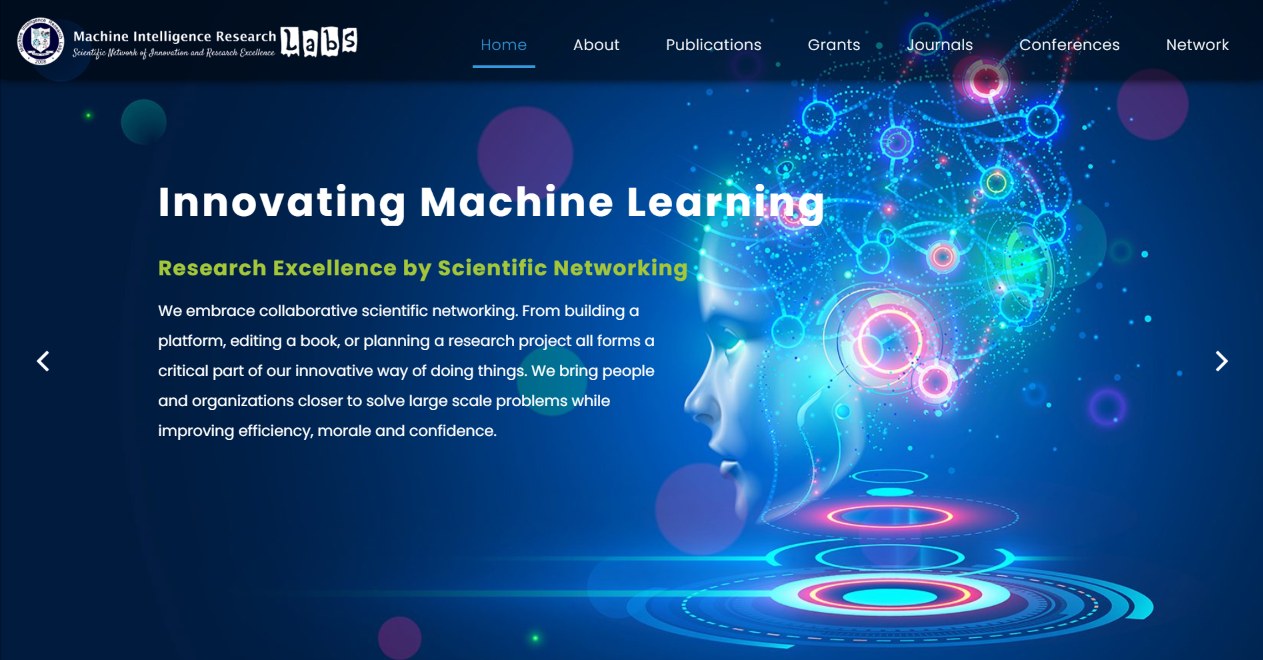 Machine Intelligence Research Labs
Scientific Network of Innovation and Research Excellence
Home About Publications Grants Journals Conferences Network
Innovating Machine Learning
Research Excellence by Scientific Networking
We embrace collaborative scientific networking. From building a
platform, editing a book, or planning a research project all forms a
critical part of our innovative way of doing things. We bring people
and organizations closer to solve large scale problems while
improving efficiency, morale and confidence.